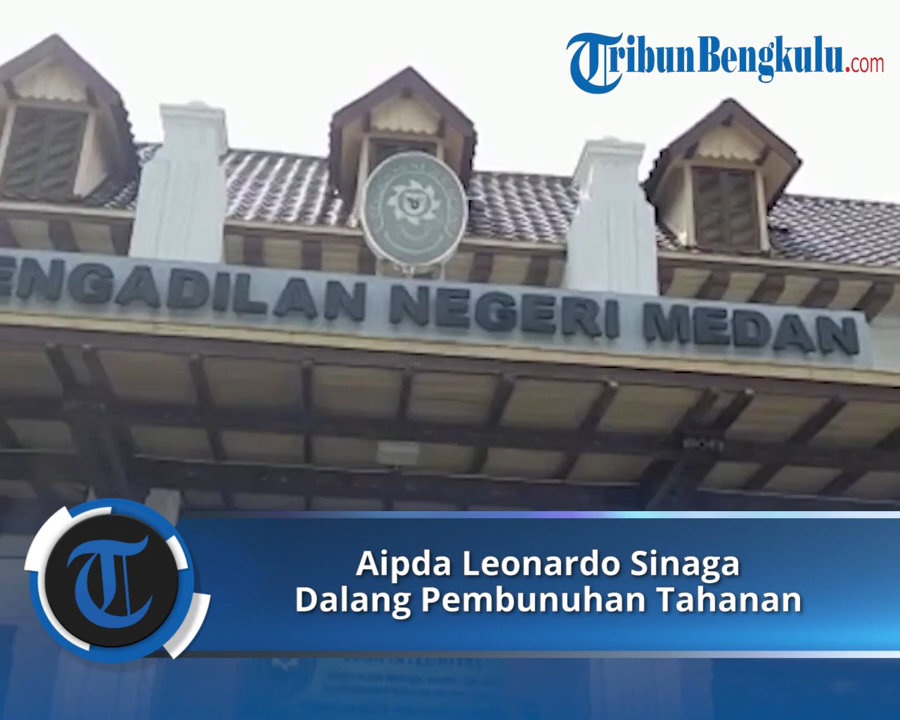 TribunBengkulu.com
ENGADILAN NEGERI MEDAN
T
Aipda Leonardo Sinaga
Dalang Pembunuhan Tahanan